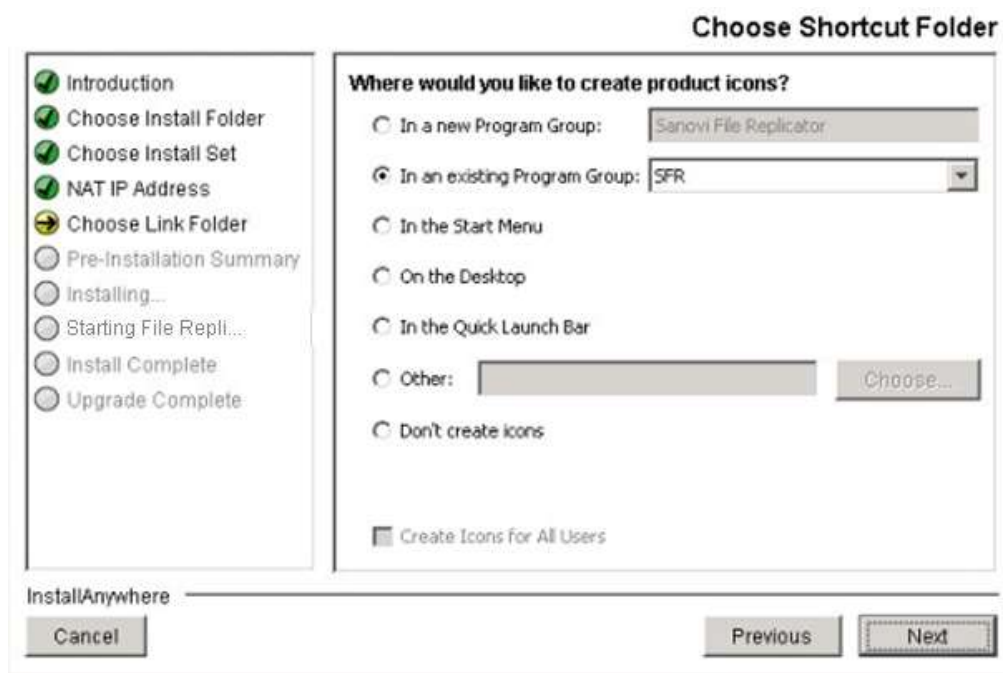 Choose Shortcut Folder
Introduction
Choose Install Folder
Choose Install Set
NAT IP Address
Choose Link Folder
Pre-Installation Summary
Installing...
Starting File Repli...
Install Complete
Upgrade Complete
Where would you like to create product icons?
In a new Program Group: Sanovi File Replicator
In an existing Program Group: SFR
In the Start Menu
On the Desktop
In the Quick Launch Bar
Other: Choose...
Don't create icons
Create Icons for All Users
InstallAnywhere
Cancel Previous Next